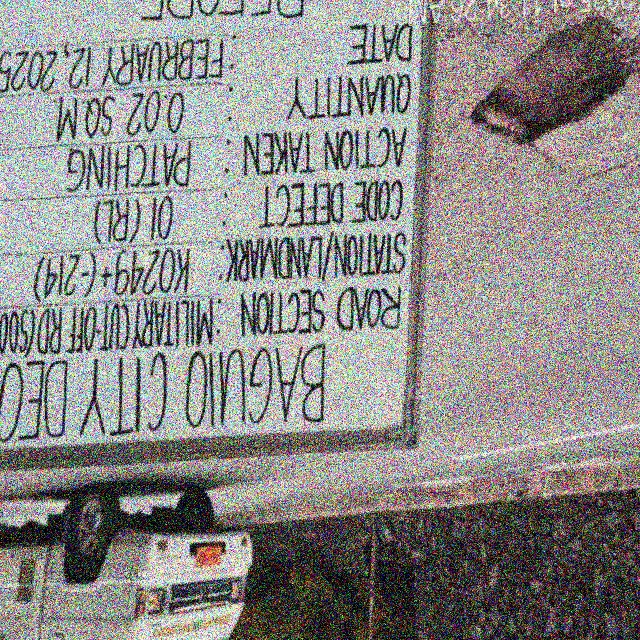 BAGUIO CITY DEO
ROAD SECTION : MILITARY CUT-OFF RD (S00
STATION/LANDMARK : K0249+(-219)
CODE DEFECT : 01 (RL)
ACTION TAKEN : PATCHING
QUANTITY : 0.02 SQ M
DATE : FEBRUARY 12, 2025
BEFORE